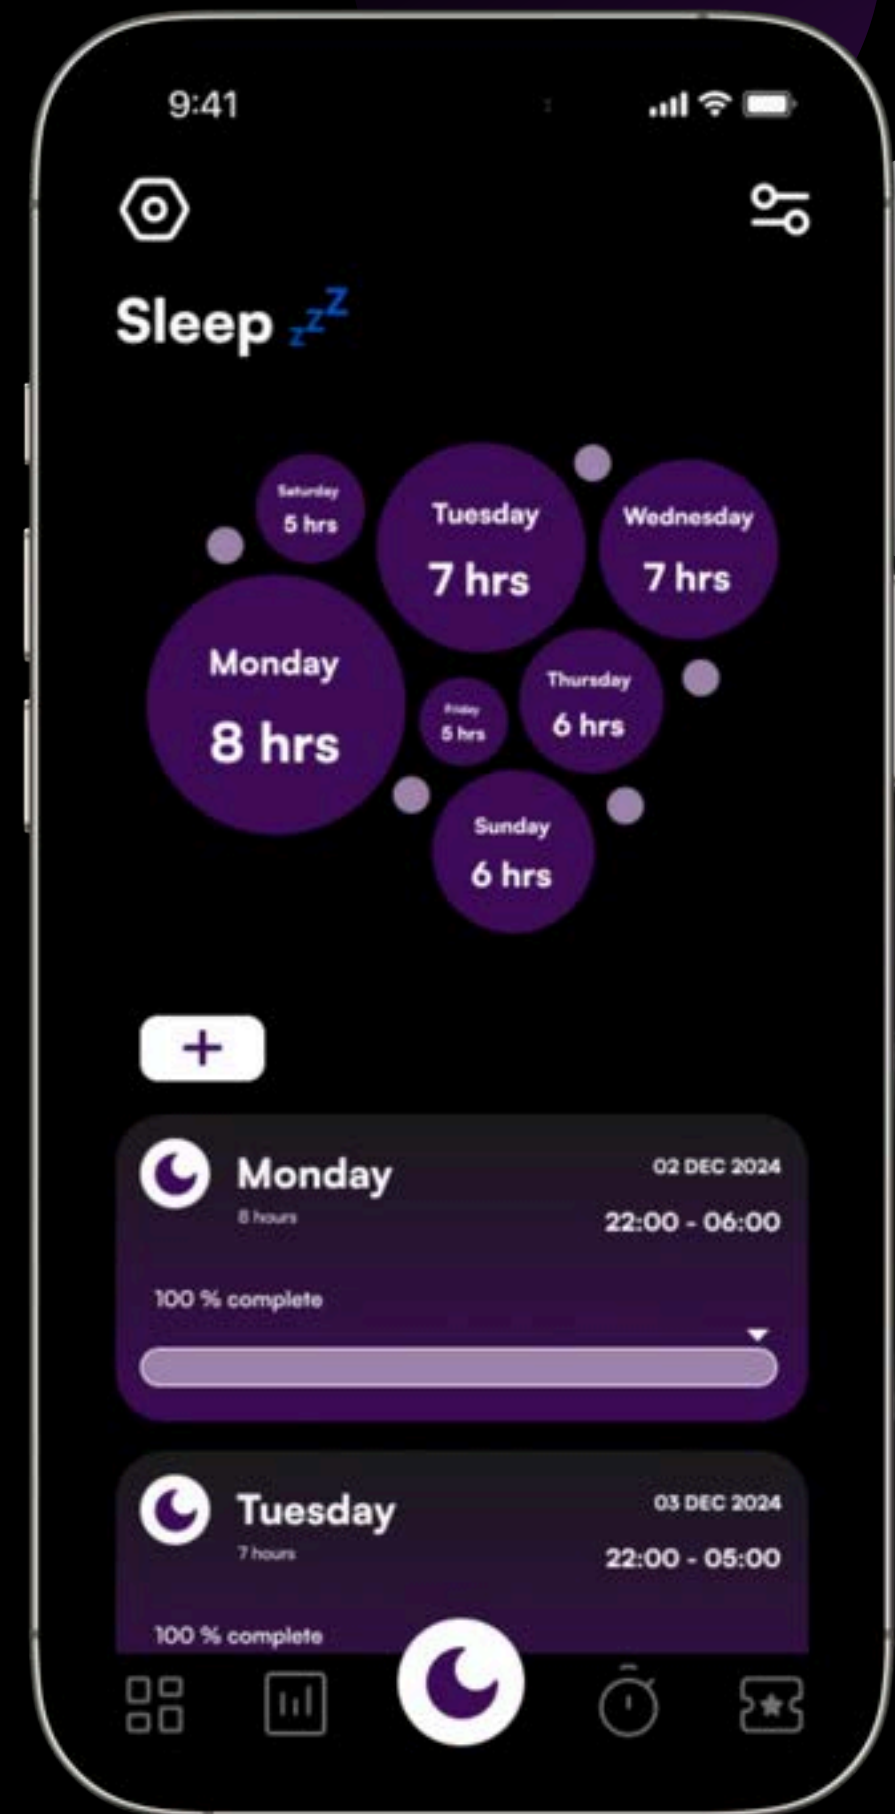 9:41
Sleep zzZ
Saturday
5 hrs
Tuesday
7 hrs
Wednesday
7 hrs
Monday
8 hrs
Friday
5 hrs
Thursday
6 hrs
Sunday
6 hrs
+
Monday
8 hours
02 DEC 2024
22:00 - 06:00
100 % complete
Tuesday
7 hours
03 DEC 2024
22:00 - 05:00
100 % complete